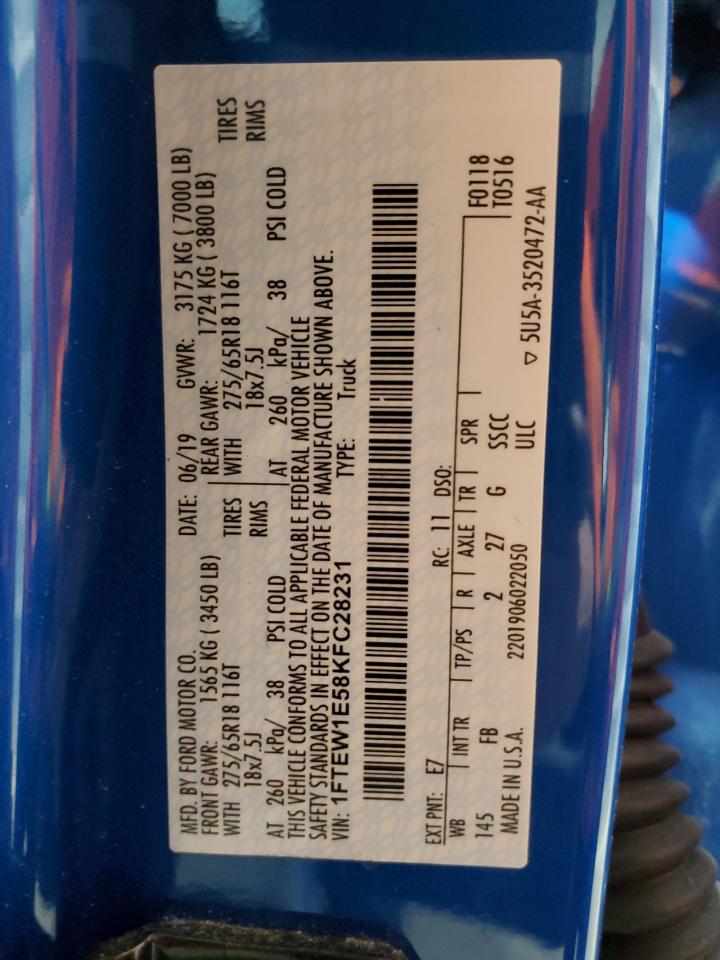 MFD. BY FORD MOTOR CO. DATE: 06/19 GVWR: 3175 KG ( 7000 LB)
FRONT GAWR: 1565 KG ( 3450 LB) REAR GAWR: 1724 KG ( 3800 LB)
WITH 275/65R18 116T TIRES WITH 275/65R18 116T TIRES
18x7.5J RIMS 18x7.5J RIMS
AT 260 kPa/ 38 PSI COLD AT 260 kPa/ 38 PSI COLD
THIS VEHICLE CONFORMS TO ALL APPLICABLE FEDERAL MOTOR VEHICLE
SAFETY STANDARDS IN EFFECT ON THE DATE OF MANUFACTURE SHOWN ABOVE.
VIN: 1FTEW1E58KFC28231 TYPE: Truck
EXT PNT: E7 RC: 11 DSO:
WB INT TR TP/PS R AXLE TR SPR F0118
T0516
145 FB 2 27 G SSCC
MADE IN U.S.A. 2201906022050 ULC ▽ 5U5A-3520472-AA